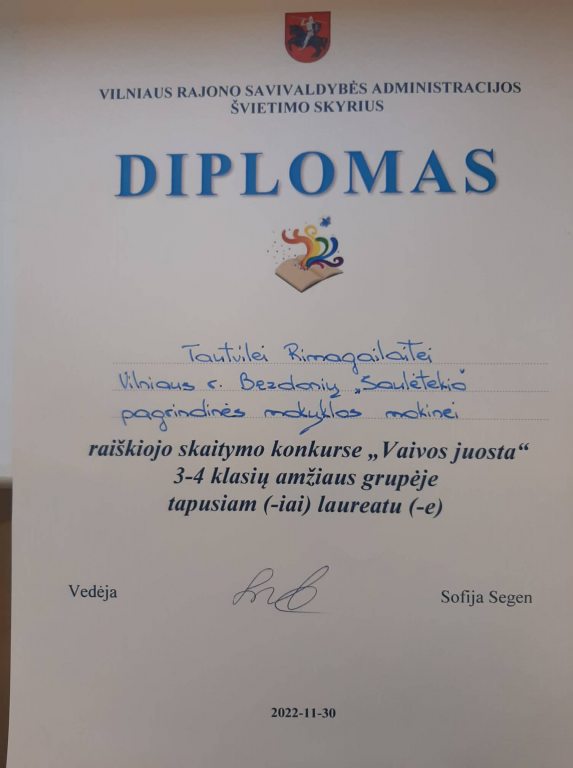 VILNIAUS RAJONO SAVIVALDYBĖS ADMINISTRACIJOS
ŠVIETIMO SKYRIUS
DIPLOMAS
Tautvilei Rimagailaitei
Vilniaus r. Bezdonių „Saulėtekio“
pagrindinės mokyklos mokinei
raiškiojo skaitymo konkurse „Vaivos juosta“
3-4 klasių amžiaus grupėje
tapusiam (-iai) laureatu (-e)
Vedėja Sofija Segen
2022-11-30